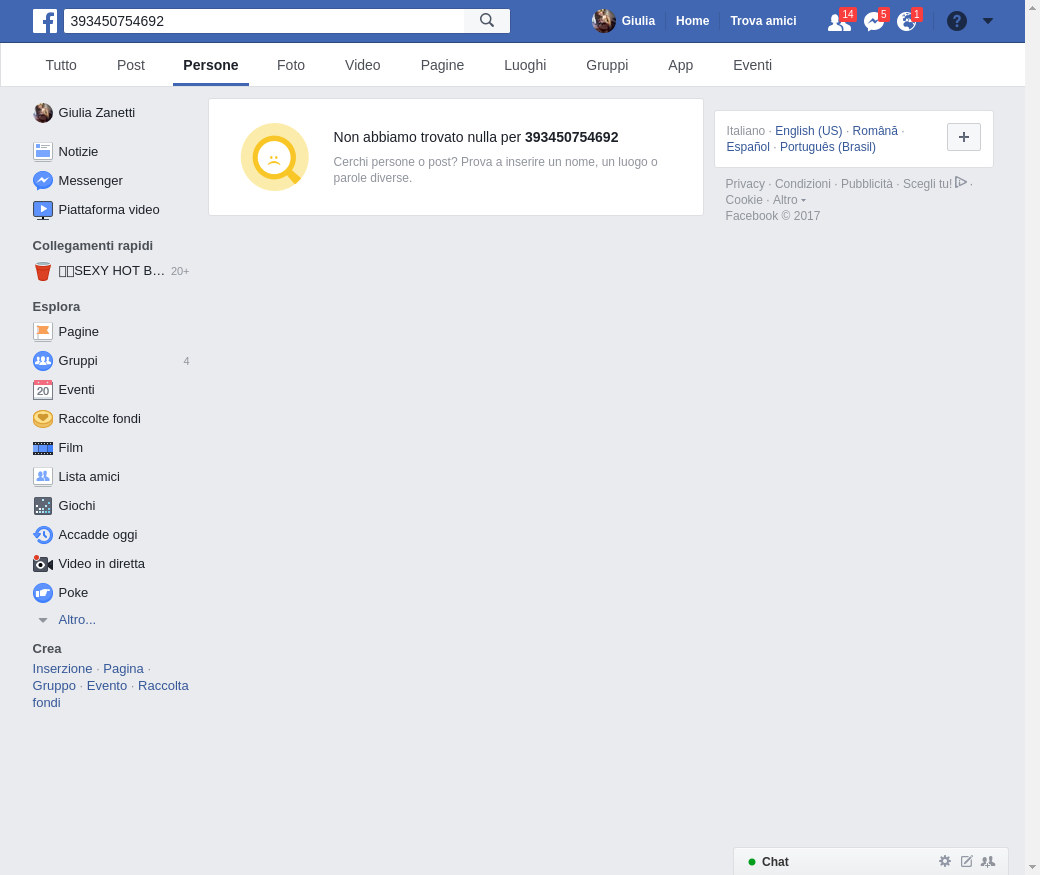 393450754692
Giulia Home Trova amici 14 5 1 ?
Tutto Post Persone Foto Video Pagine Luoghi Gruppi App Eventi
Giulia Zanetti
Notizie
Messenger
Piattaforma video
Collegamenti rapidi
SEXY HOT B… 20+
Esplora
Pagine
Gruppi 4
20 Eventi
Raccolte fondi
Film
Lista amici
Giochi
Accadde oggi
Video in diretta
Poke
Altro...
Crea
Inserzione · Pagina ·
Gruppo · Evento · Raccolta
fondi
Non abbiamo trovato nulla per 393450754692
Cerchi persone o post? Prova a inserire un nome, un luogo o
parole diverse.
Italiano · English (US) · Română ·
Español · Português (Brasil)
+
Privacy · Condizioni · Pubblicità · Scegli tu! ·
Cookie · Altro
Facebook © 2017
Chat